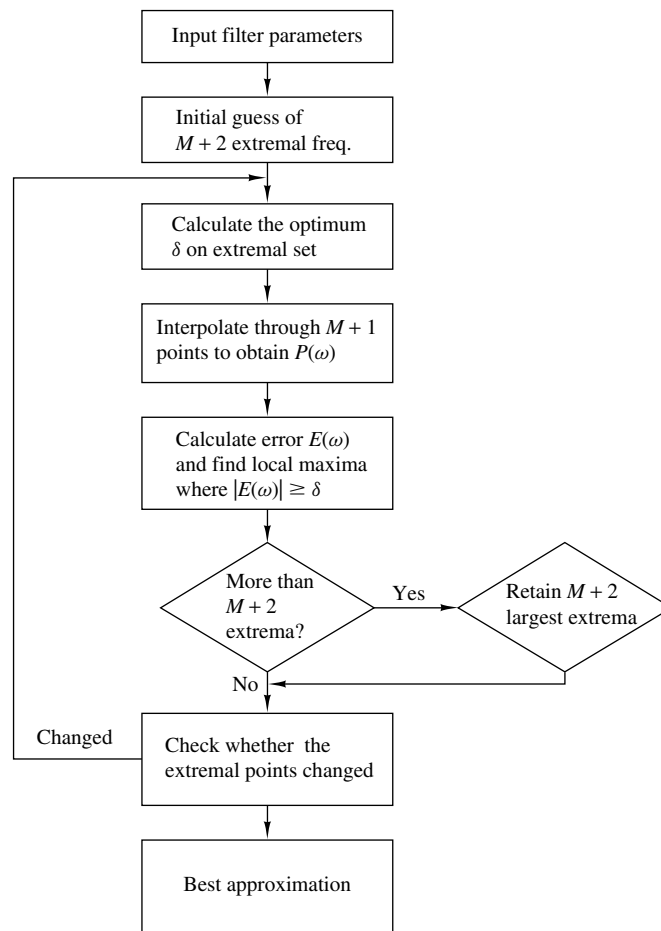 Input filter parameters
Initial guess of
M + 2 extremal freq.
Calculate the optimum
δ on extremal set
Interpolate through M + 1
points to obtain P(ω)
Calculate error E(ω)
and find local maxima
where |E(ω)| ≥ δ
More than
M + 2
extrema?
Yes
Retain M + 2
largest extrema
No
Changed
Check whether the
extremal points changed
Best approximation